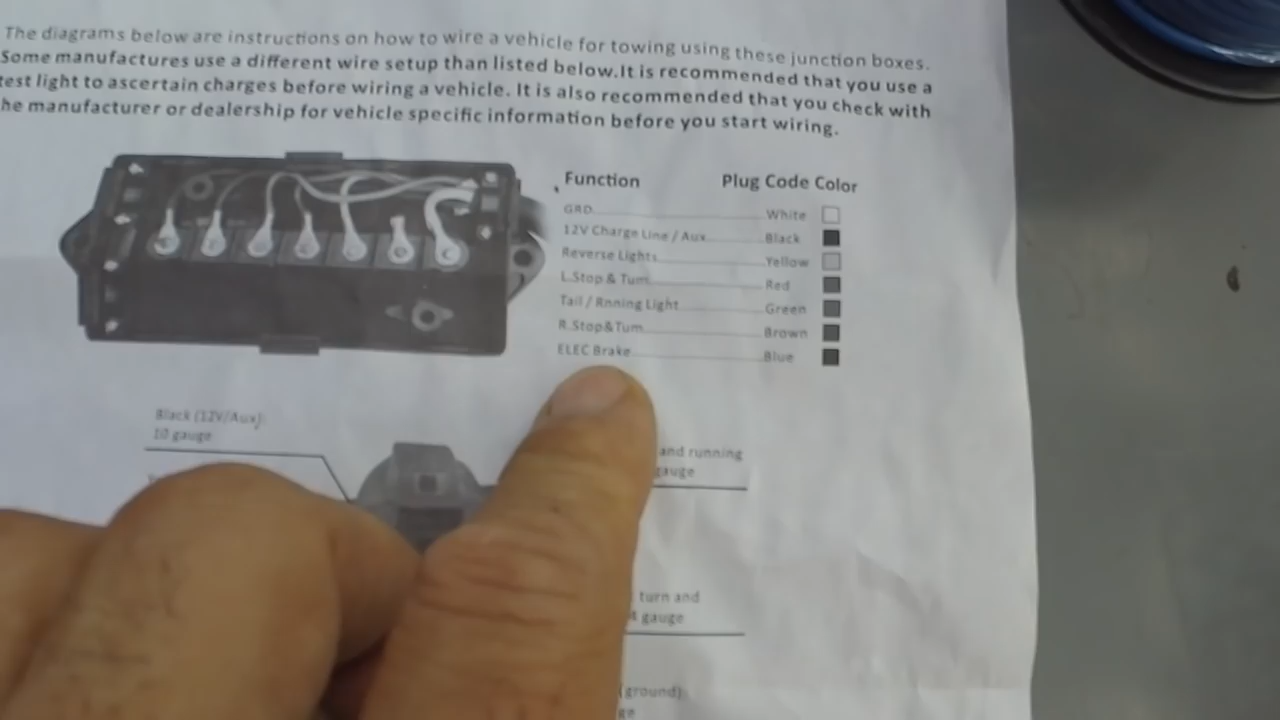 The diagrams below are instructions on how to wire a vehicle for towing using these junction boxes.
Some manufactures use a different wire setup than listed below.It is recommended that you use a
test light to ascertain charges before wiring a vehicle. It is also recommended that you check with
he manufacturer or dealership for vehicle specific information before you start wiring.
Function Plug Code Color
GRD White
12V Charge Line / Aux Black
Reverse Lights Yellow
L.Stop & Turn Red
Tail / Rnning Light Green
R.Stop&Turn Brown
ELEC Brake Blue
Black (12V/Aux):
10 gauge
and running
gauge
turn and
4 gauge
(ground)
ge